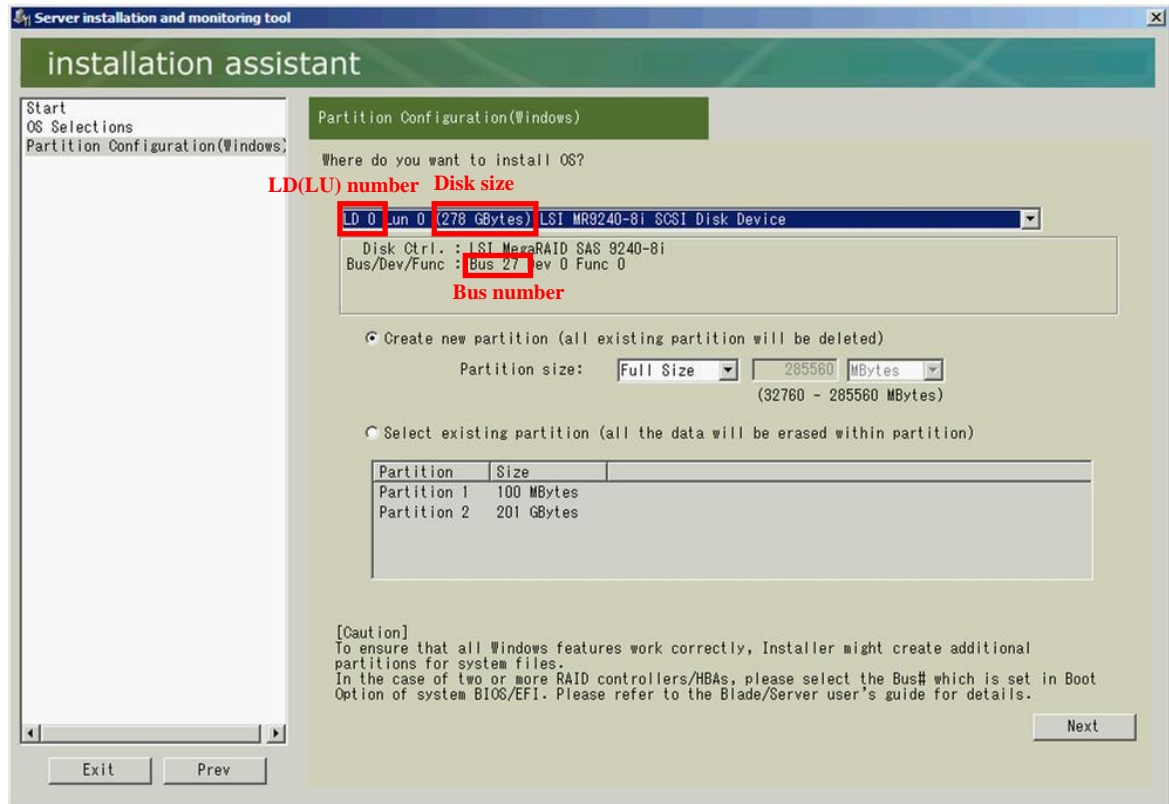 Server installation and monitoring tool
installation assistant
Start
OS Selections
Partition Configuration(Windows)
Partition Configuration(Windows)
Where do you want to install OS?
LD(LU) number Disk size
LD 0 Lun 0 (278 GBytes) LSI MR9240-8i SCSI Disk Device
Disk Ctrl. : LSI MegaRAID SAS 9240-8i
Bus/Dev/Func : Bus 27 Dev 0 Func 0
Bus number
Create new partition (all existing partition will be deleted)
Partition size: Full Size 285560 MBytes
(32760 - 285560 MBytes)
Select existing partition (all the data will be erased within partition)
Partition Size
Partition 1 100 MBytes
Partition 2 201 GBytes
[Caution]
To ensure that all Windows features work correctly, Installer might create additional
partitions for system files.
In the case of two or more RAID controllers/HBAs, please select the Bus# which is set in Boot
Option of system BIOS/EFI. Please refer to the Blade/Server user's guide for details.
Next
Exit Prev